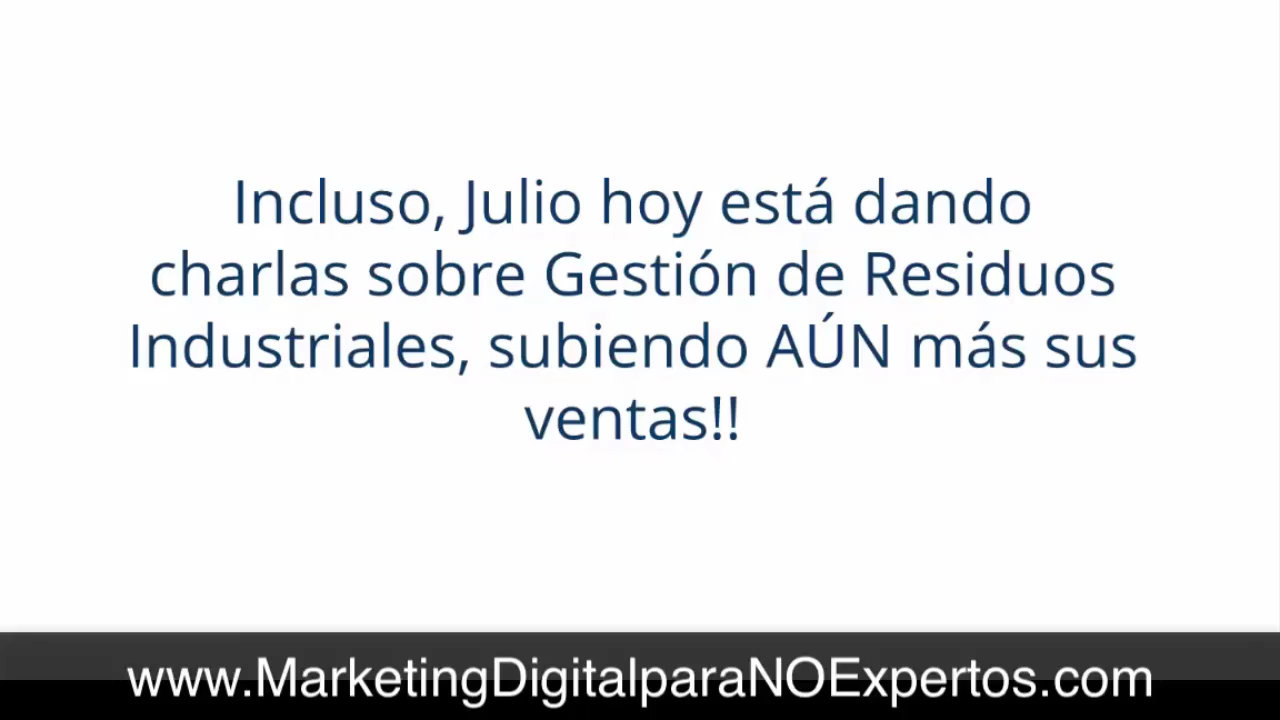 Incluso, Julio hoy está dando
charlas sobre Gestión de Residuos
Industriales, subiendo AÚN más sus
ventas!!
www.MarketingDigitalparaNOExpertos.com